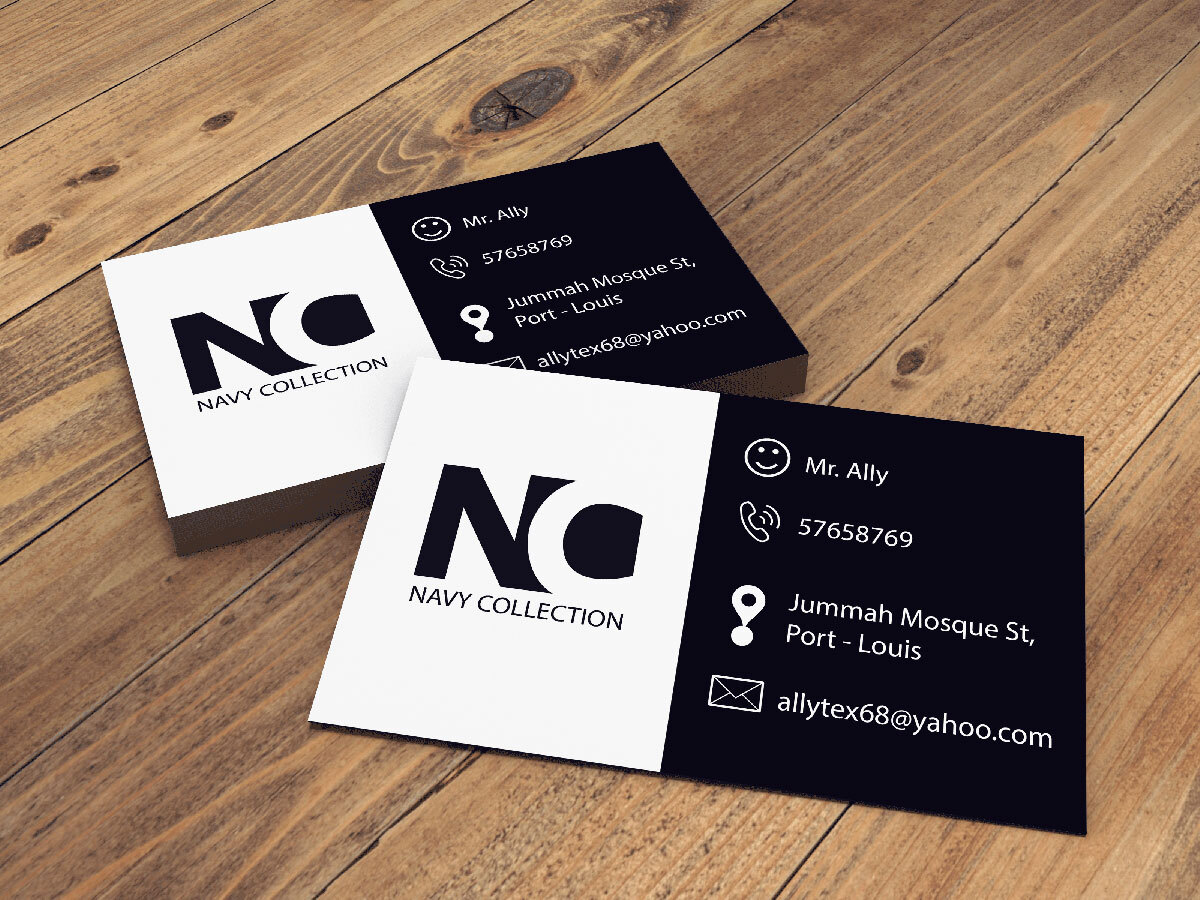 NC
NAVY COLLECTION
Mr. Ally
57658769
Jummah Mosque St,
Port - Louis
allytex68@yahoo.com
NC
NAVY COLLECTION
Mr. Ally
57658769
Jummah Mosque St,
Port - Louis
allytex68@yahoo.com